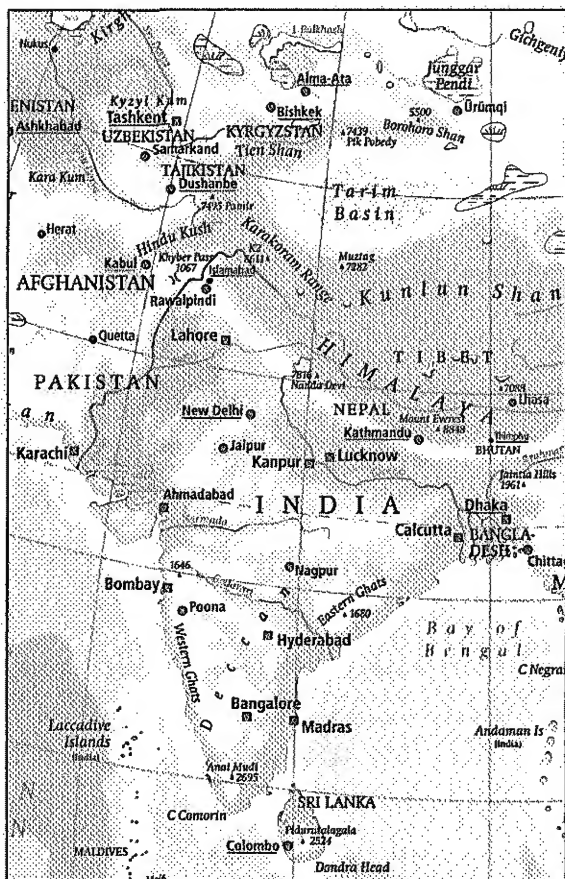 Nukus
Kirgh
L Balkhash
Gichgeniy
Alma-Ata
Junggar
Pendi
ENISTAN
Kyzyl Kum
Bishkek
5500
Ürümqi
Ashkhabad
Tashkent
UZBEKISTAN
KYRGYZSTAN
7439
Pik Pobedy
Borohoro Shan
Samarkand
Tien Shan
Kara Kum
TAJIKISTAN
Dushanbe
Tarim
Basin
7495 Pamir
Herat
Hindu Kush
Karakoram Range
K2
8611
Muztag
7282
Kabul
Khyber Pass
1067
Islamabad
Kunlun Shan
AFGHANISTAN
Rawalpindi
Quetta
Lahore
HIMALAYA
TIBET
7816
Nanda Devi
PAKISTAN
7088
Lhasa
an
New Delhi
NEPAL
Mount Everest
8848
Kathmandu
Thimphu
BHUTAN
Karachi
Jaipur
Kanpur
Lucknow
Jaintia Hills
1961
Ahmadabad
INDIA
Dhaka
Narmada
Calcutta
BANGLA-
DESH
Chitta
1646
Nagpur
M
Bombay
Godavari
Poona
Eastern Ghats
1680
Bay of
Bengal
Western Ghats
Deccan
Hyderabad
C Negrai
Bangalore
Laccadive
Islands
(India)
Madras
Andaman Is
(India)
Anai Mudi
2695
SRI LANKA
C Comorin
Pidurutalagala
2524
MALDIVES
Colombo
Dondra Head